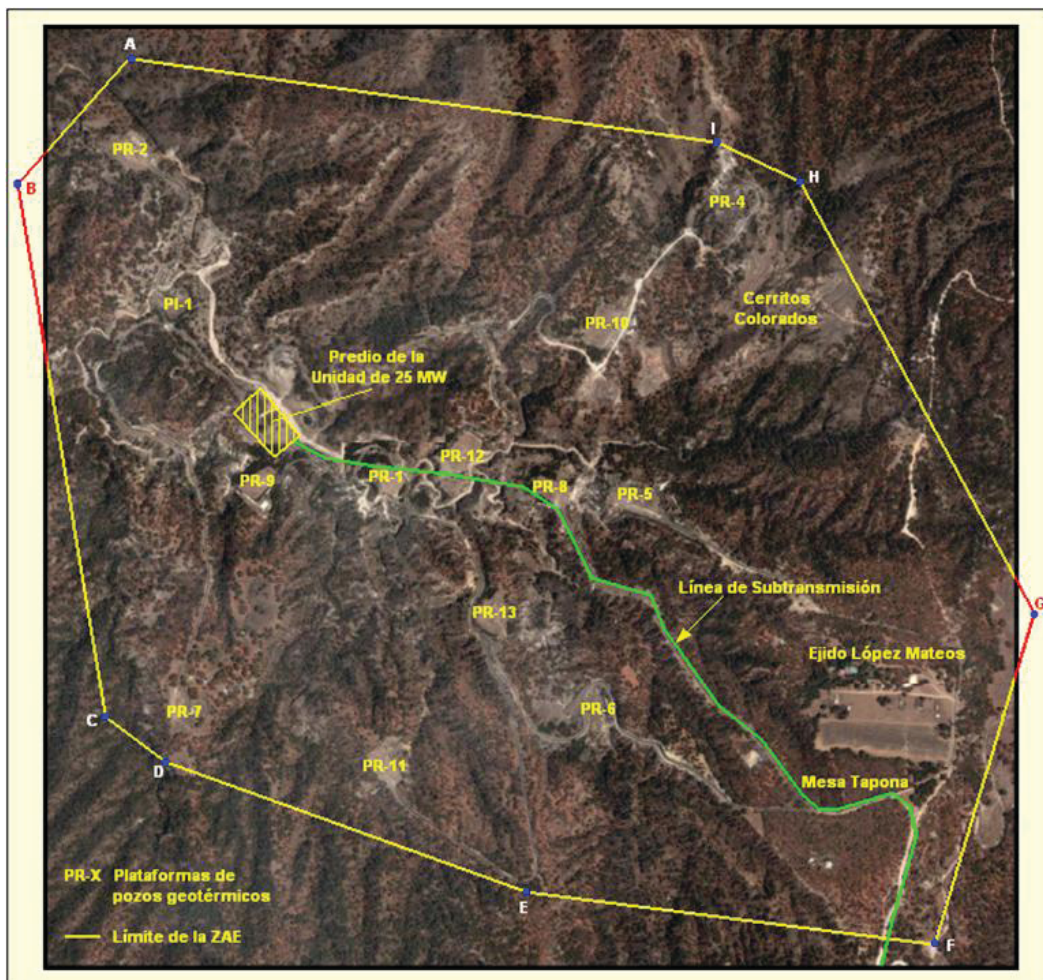 A
PR-2
I
B
H
PR-4
PI-1
Cerritos
Colorados
PR-10
Predio de la
Unidad de 25 MW
PR-12
PR-9
PR-1
PR-8
PR-5
Línea de Subtransmisión
G
PR-13
Ejido López Mateos
C
PR-7
PR-6
D
PR-11
Mesa Tapona
PR-X Plataformas de
pozos geotérmicos
E
Límite de la ZAE
F